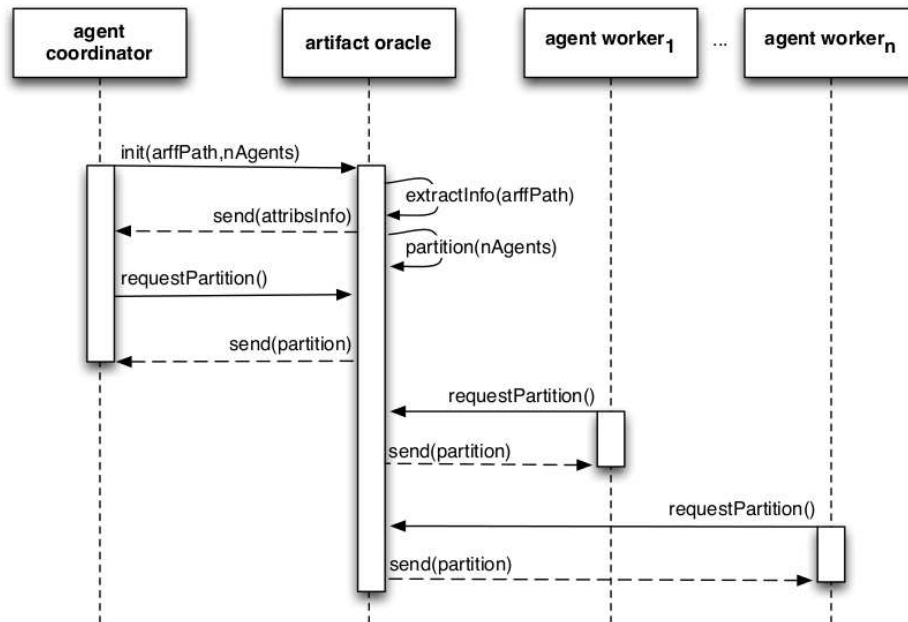 agent
coordinator
artifact oracle
agent worker1
...
agent workern
init(arffPath,nAgents)
extractInfo(arffPath)
send(attribsInfo)
partition(nAgents)
requestPartition()
send(partition)
requestPartition()
send(partition)
requestPartition()
send(partition)